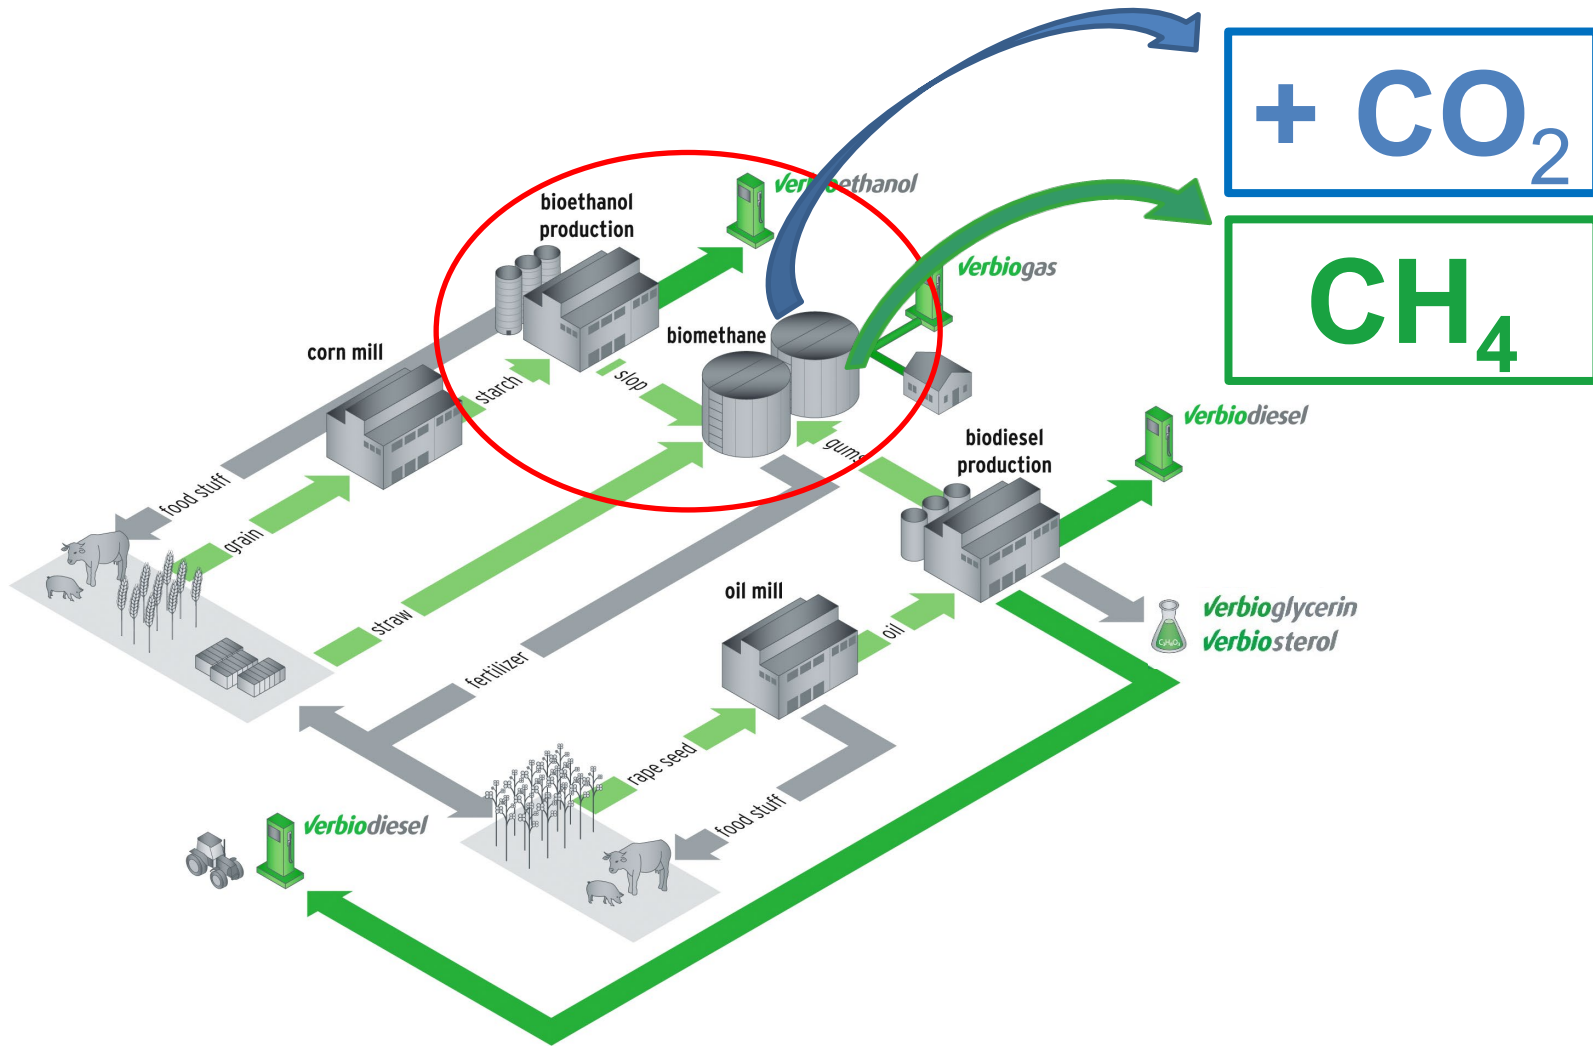 + CO₂
CH₄
verbioethanol
bioethanol
production
verbiogas
biomethane
corn mill
starch
slop
gums
verbiodiesel
biodiesel
production
food stuff
grain
straw
oil mill
oil
verbioglycerin
verbiosterol
C₃H₈O₃
fertilizer
rape seed
food stuff
verbiodiesel